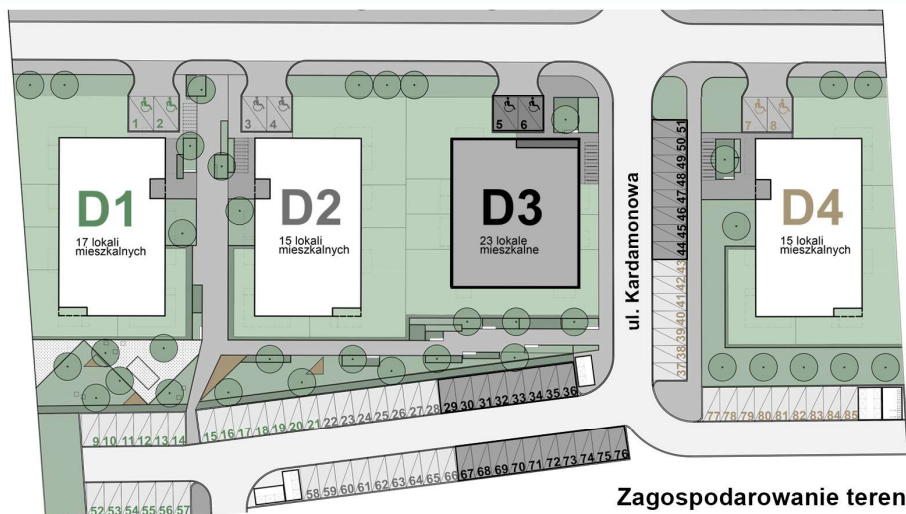 1 2
3 4
5 6
7 8
D1
17 lokali
mieszkalnych
D2
15 lokali
mieszkalnych
D3
23 lokale
mieszkalne
D4
15 lokali
mieszkalnych
ul. Kardamonowa
51
50
49
48
47
46
45
44
43
42
41
40
39
38
37
9 10 11 12 13 14
15 16 17 18 19 20 21 22 23 24 25 26 27 28 29 30 31 32 33 34 35 36
77 78 79 80 81 82 83 84 85
52 53 54 55 56 57
58 59 60 61 62 63 64 65 66 67 68 69 70 71 72 73 74 75 76
Zagospodarowanie teren